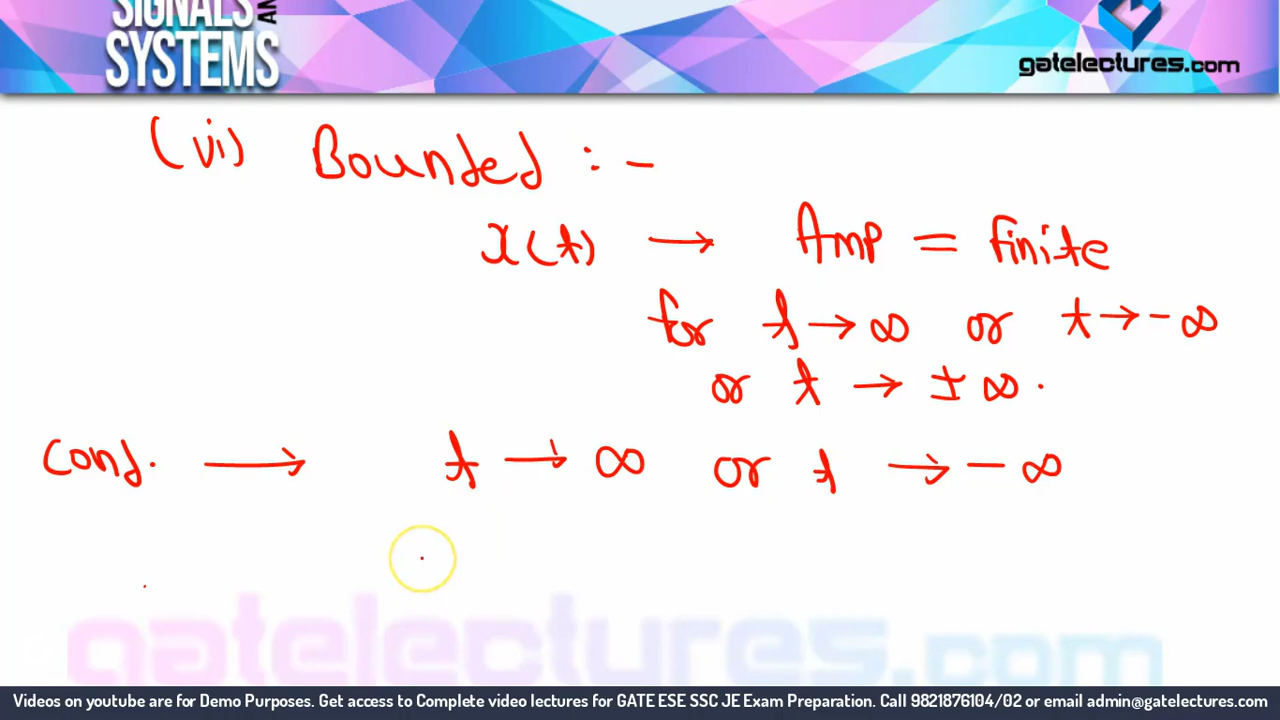 SIGNALS AND
SYSTEMS
gatelectures.com
(vi) Bounded :-
x(t) → Amp = Finite
for t → ∞ or t → - ∞
or t → ± ∞.
Cond. → t → ∞ or t → - ∞
gatelectures.com
Videos on youtube are for Demo Purposes. Get access to Complete video lectures for GATE ESE SSC JE Exam Preparation. Call 9821876104/02 or email admin@gatelectures.com